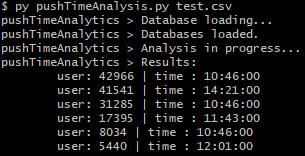 $ py pushTimeAnalysis.py test.csv
pushTimeAnalytics > Database loading...
pushTimeAnalytics > Databases loaded.
pushTimeAnalytics > Analysis in progress...
pushTimeAnalytics > Results:
user: 42966 | time : 10:46:00
user: 41541 | time : 14:21:00
user: 31285 | time : 10:46:00
user: 17395 | time : 11:43:00
user: 8034 | time : 10:46:00
user: 5440 | time : 12:01:00